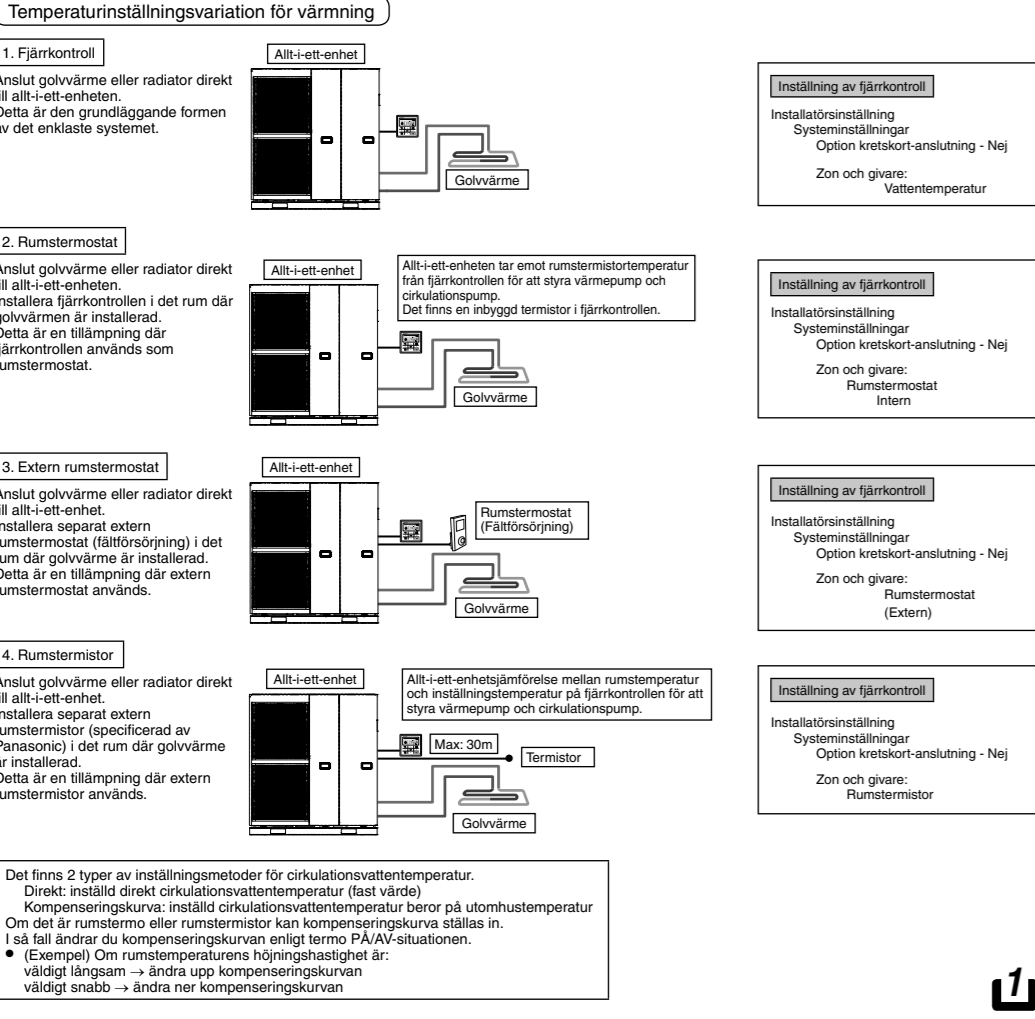 Temperaturinställningsvariation för värmning
1. Fjärrkontroll
Anslut golvvärme eller radiator direkt
till allt-i-ett-enheten.
Detta är den grundläggande formen
av det enklaste systemet.
Allt-i-ett-enhet
Golvvärme
Inställning av fjärrkontroll
Installatörsinställning
Systeminställningar
Option kretskort-anslutning - Nej
Zon och givare:
Vattentemperatur
2. Rumstermostat
Anslut golvvärme eller radiator direkt
till allt-i-ett-enheten.
Installera fjärrkontrollen i det rum där
golvvärmen är installerad.
Detta är en tillämpning där
fjärrkontrollen används som
rumstermostat.
Allt-i-ett-enhet
Allt-i-ett-enheten tar emot rumstermistortemperatur
från fjärrkontrollen för att styra värmepump och
cirkulationspump.
Det finns en inbyggd termistor i fjärrkontrollen.
Golvvärme
Inställning av fjärrkontroll
Installatörsinställning
Systeminställningar
Option kretskort-anslutning - Nej
Zon och givare:
Rumstermostat
Intern
3. Extern rumstermostat
Anslut golvvärme eller radiator direkt
till allt-i-ett-enhet.
Installera separat extern
rumstermostat (fältförsörjning) i det
rum där golvvärme är installerad.
Detta är en tillämpning där extern
rumstermostat används.
Allt-i-ett-enhet
Rumstermostat
(Fältförsörjning)
Golvvärme
Inställning av fjärrkontroll
Installatörsinställning
Systeminställningar
Option kretskort-anslutning - Nej
Zon och givare:
Rumstermostat
(Extern)
4. Rumstermistor
Anslut golvvärme eller radiator direkt
till allt-i-ett-enhet.
Installera separat extern
rumstermistor (specificerad av
Panasonic) i det rum där golvvärme
är installerad.
Detta är en tillämpning där extern
rumstermistor används.
Allt-i-ett-enhet
Allt-i-ett-enhetsjämförelse mellan rumstemperatur
och inställningstemperatur på fjärrkontrollen för att
styra värmepump och cirkulationspump.
Max: 30m
Termistor
Golvvärme
Inställning av fjärrkontroll
Installatörsinställning
Systeminställningar
Option kretskort-anslutning - Nej
Zon och givare:
Rumstermistor
Det finns 2 typer av inställningsmetoder för cirkulationsvattentemperatur.
Direkt: inställd direkt cirkulationsvattentemperatur (fast värde)
Kompenseringskurva: inställd cirkulationsvattentemperatur beror på utomhustemperatur
Om det är rumstermo eller rumstermistor kan kompenseringskurva ställas in.
I så fall ändrar du kompenseringskurvan enligt termo PÅ/AV-situationen.
● (Exempel) Om rumstemperaturens höjningshastighet är:
väldigt långsam → ändra upp kompenseringskurvan
väldigt snabb → ändra ner kompenseringskurvan
1